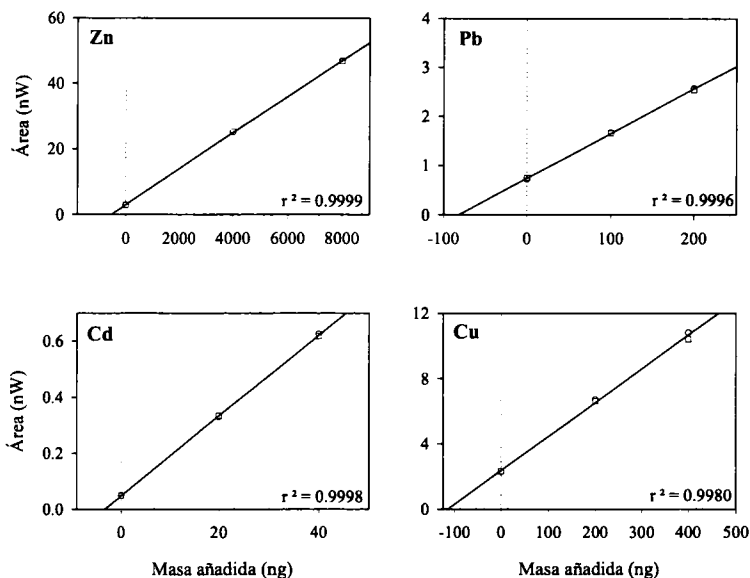 Zn
Área (nW)
60
40
20
0
r² = 0.9999
0 2000 4000 6000 8000
Pb
4
3
2
1
0
r² = 0.9996
-100 0 100 200
Cd
Área (nW)
0.6
0.4
0.2
0.0
r² = 0.9998
0 20 40
Masa añadida (ng)
Cu
12
8
4
0
r² = 0.9980
-100 0 100 200 300 400 500
Masa añadida (ng)